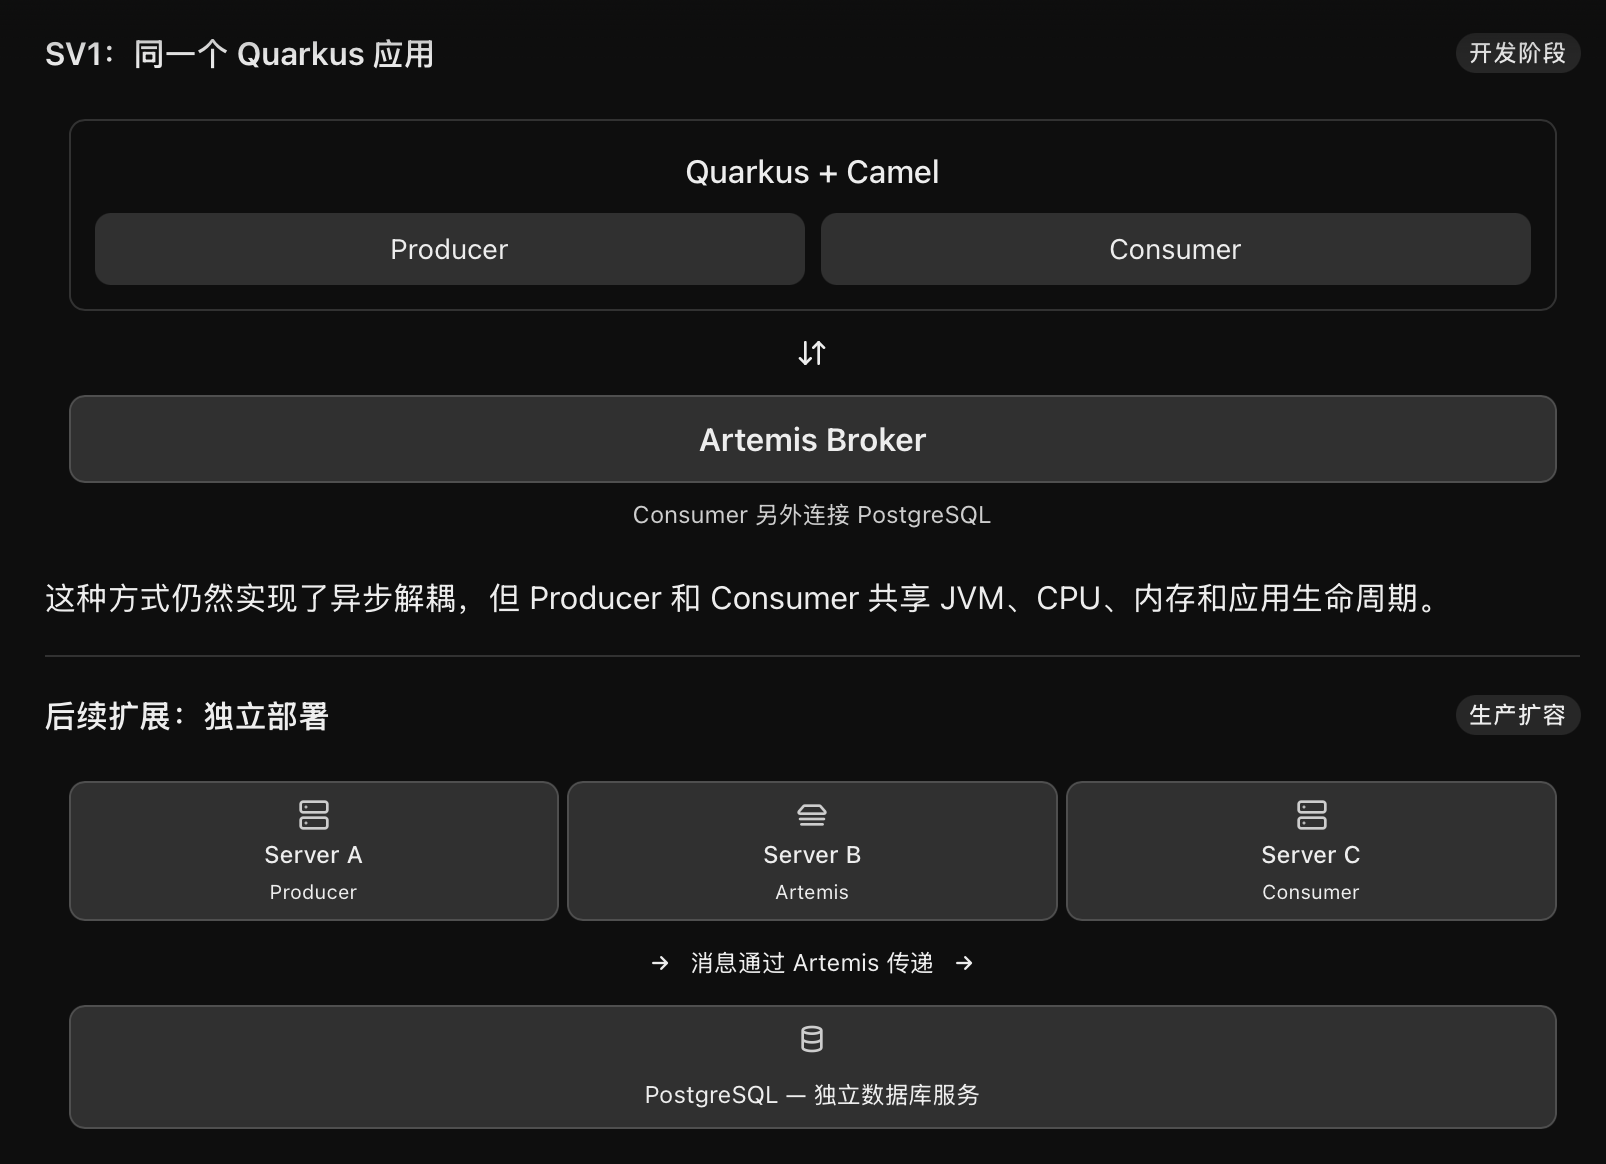 SV1：同一个 Quarkus 应用
开发阶段
Quarkus + Camel
Producer
Consumer
Artemis Broker
Consumer 另外连接 PostgreSQL
这种方式仍然实现了异步解耦，但 Producer 和 Consumer 共享 JVM、CPU、内存和应用生命周期。
后续扩展：独立部署
生产扩容
Server A
Producer
Server B
Artemis
Server C
Consumer
→ 消息通过 Artemis 传递 →
PostgreSQL — 独立数据库服务